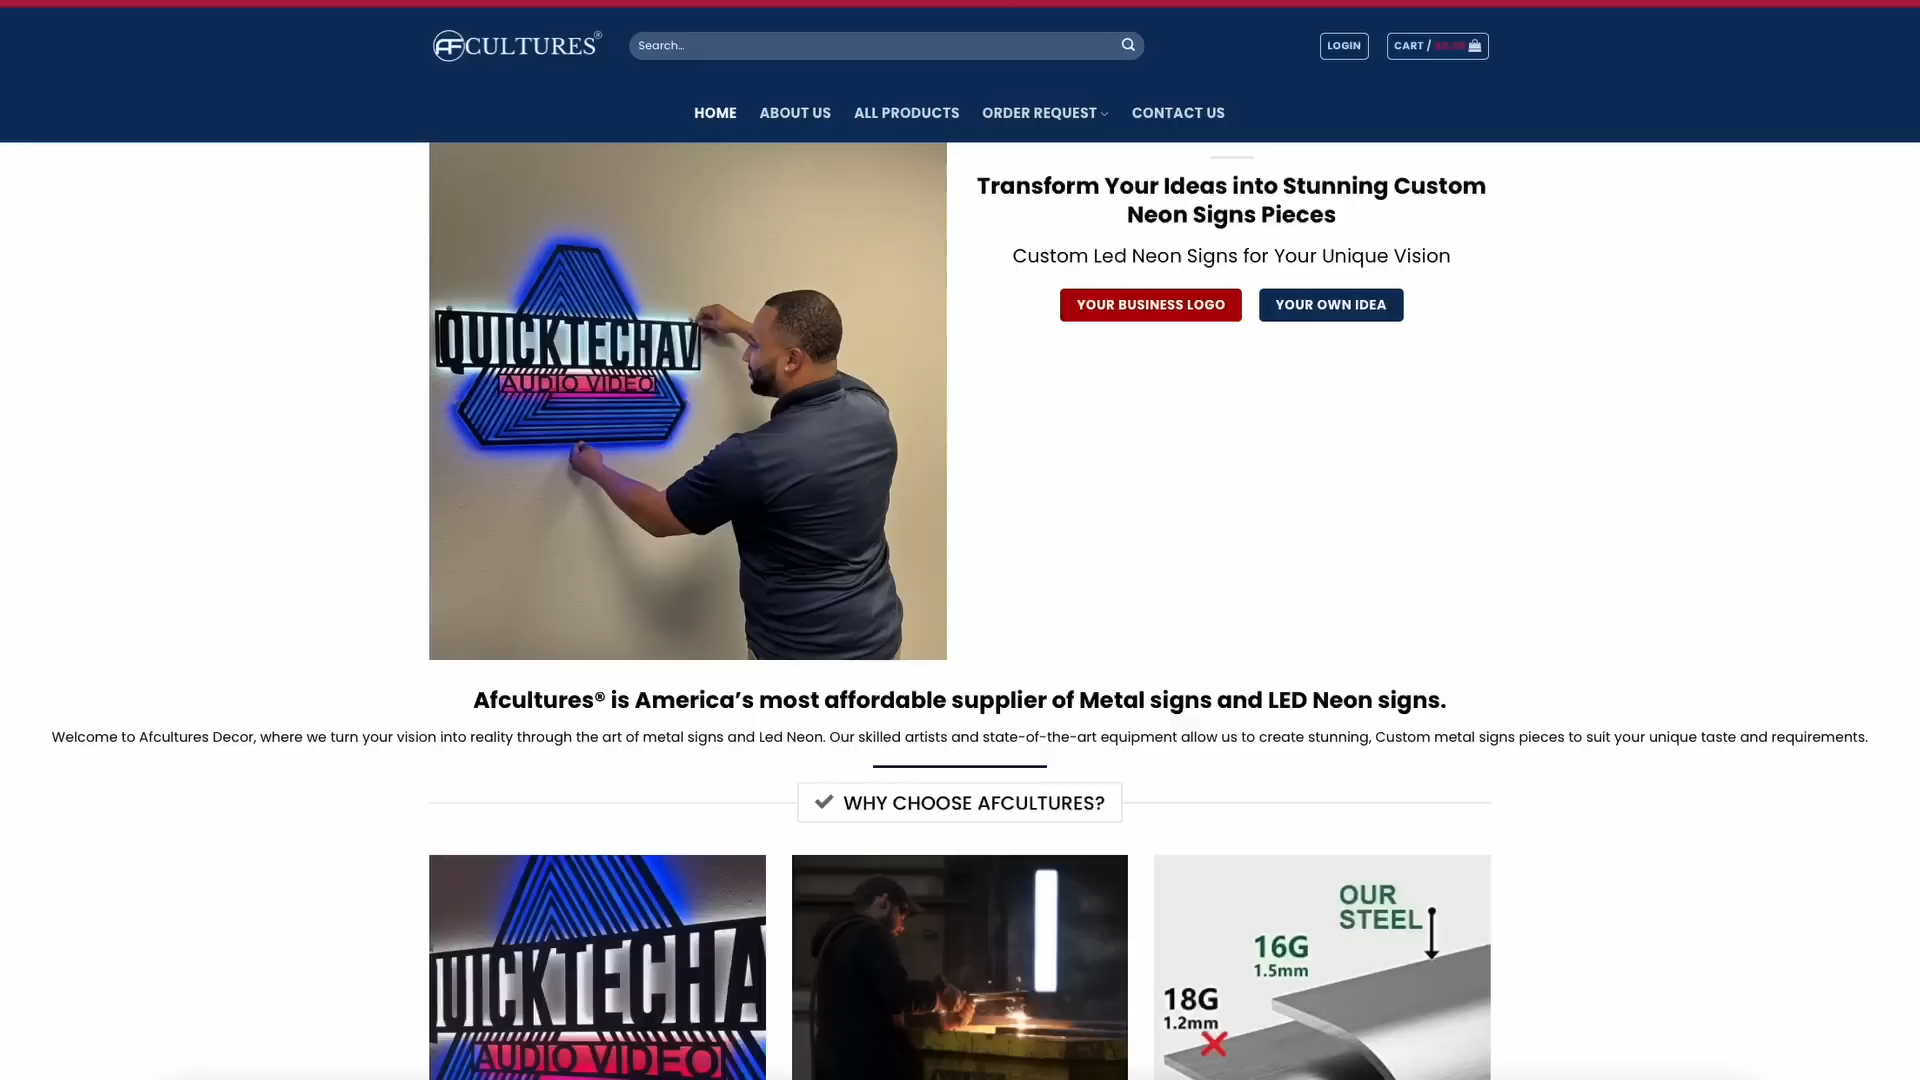 AFCULTURES®
Search...
LOGIN
CART /
HOME
ABOUT US
ALL PRODUCTS
ORDER REQUEST
CONTACT US
QUICKTECHAV
AUDIO VIDEO
Transform Your Ideas into Stunning Custom
Neon Signs Pieces
Custom Led Neon Signs for Your Unique Vision
YOUR BUSINESS LOGO
YOUR OWN IDEA
Afcultures® is America’s most affordable supplier of Metal signs and LED Neon signs.
Welcome to Afcultures Decor, where we turn your vision into reality through the art of metal signs and Led Neon. Our skilled artists and state-of-the-art equipment allow us to create stunning, Custom metal signs pieces to suit your unique taste and requirements.
WHY CHOOSE AFCULTURES?
UICKTECHA
AUDIO VIDEO
OUR
STEEL
16G
1.5mm
18G
1.2mm